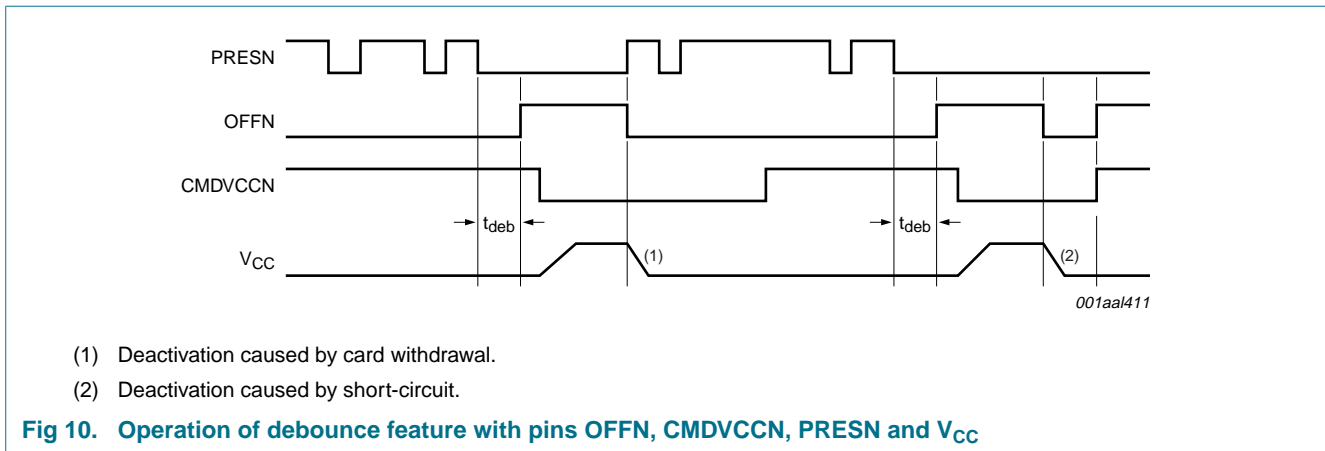 PRESN
OFFN
CMDVCCN
tdeb
tdeb
VCC
(1)
(2)
001aal411
(1) Deactivation caused by card withdrawal.
(2) Deactivation caused by short-circuit.
Fig 10. Operation of debounce feature with pins OFFN, CMDVCCN, PRESN and VCC